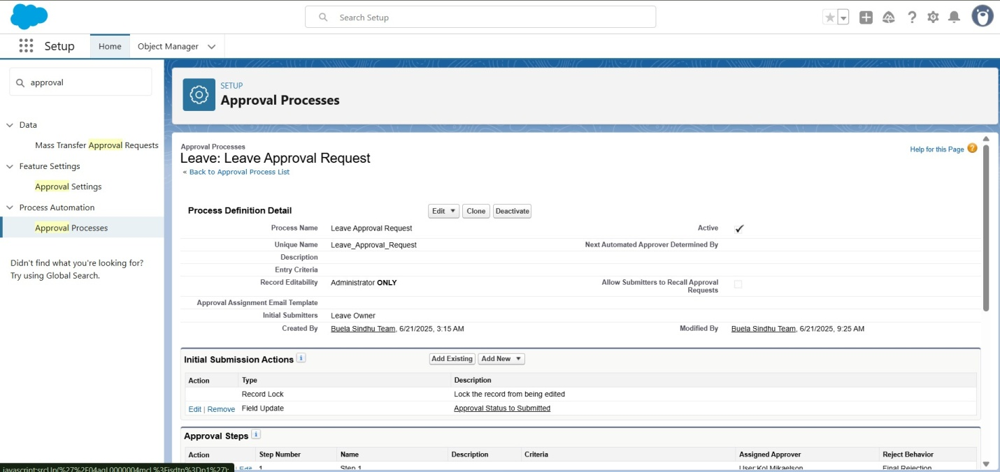 Search Setup
Setup
Home
Object Manager
approval
Data
Mass Transfer Approval Requests
Feature Settings
Approval Settings
Process Automation
Approval Processes
Didn't find what you're looking for?
Try using Global Search.
SETUP
Approval Processes
Approval Processes
Leave: Leave Approval Request
« Back to Approval Process List
Help for this Page ?
Process Definition Detail
Edit ▼ Clone Deactivate
Process Name Leave Approval Request Active ✓
Unique Name Leave_Approval_Request Next Automated Approver Determined By
Description
Entry Criteria
Record Editability Administrator ONLY Allow Submitters to Recall Approval
Requests
Approval Assignment Email Template
Initial Submitters Leave Owner
Created By Buela Sindhu Team, 6/21/2025, 3:15 AM Modified By Buela Sindhu Team, 6/21/2025, 9:25 AM
Initial Submission Actions i Add Existing Add New ▼
Action Type Description
Record Lock Lock the record from being edited
Edit | Remove Field Update Approval Status to Submitted
Approval Steps i
Action Step Number Name Description Criteria Assigned Approver Reject Behavior
Edit 1 Step 1 User:Kol Mikaelson Final Rejection